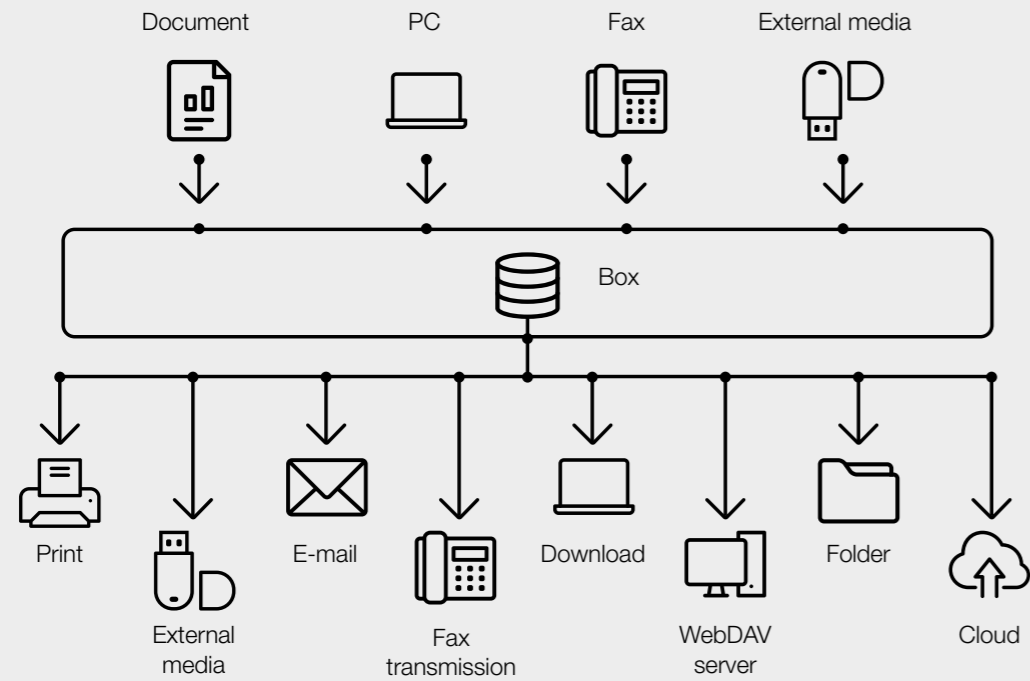 Document
PC
Fax
External media
Box
Print
External
media
E-mail
Fax
transmission
Download
WebDAV
server
Folder
Cloud